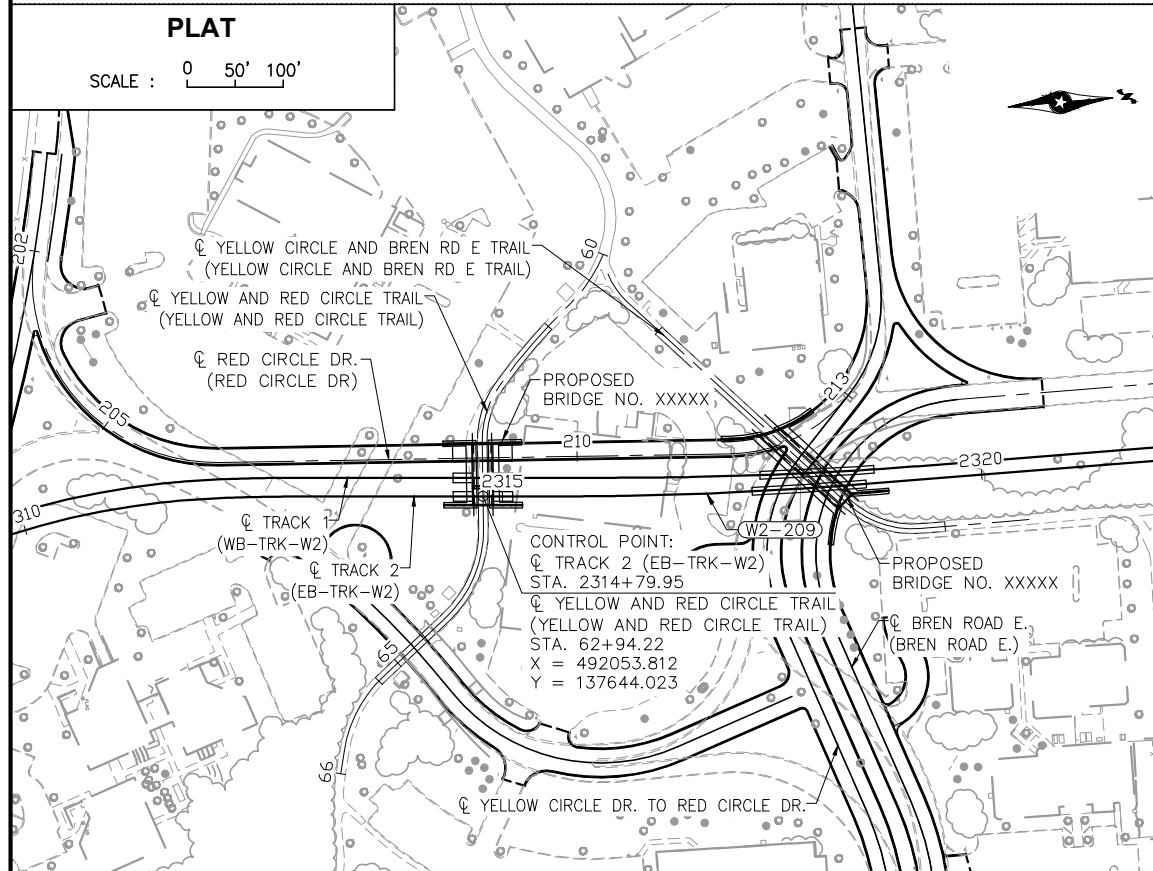 PLAT
SCALE : 0 50' 100'
N
202
60
℄ YELLOW CIRCLE AND BREN RD E TRAIL
(YELLOW CIRCLE AND BREN RD E TRAIL)
℄ YELLOW AND RED CIRCLE TRAIL
(YELLOW AND RED CIRCLE TRAIL)
℄ RED CIRCLE DR.
(RED CIRCLE DR)
PROPOSED
BRIDGE NO. XXXXX
213
205
210
2315
2320
310
℄ TRACK 1
(WB-TRK-W2)
℄ TRACK 2
(EB-TRK-W2)
W2-209
CONTROL POINT:
℄ TRACK 2 (EB-TRK-W2)
STA. 2314+79.95
℄ YELLOW AND RED CIRCLE TRAIL
(YELLOW AND RED CIRCLE TRAIL)
STA. 62+94.22
X = 492053.812
Y = 137644.023
PROPOSED
BRIDGE NO. XXXXX
℄ BREN ROAD E.
(BREN ROAD E.)
65
66
℄ YELLOW CIRCLE DR. TO RED CIRCLE DR.